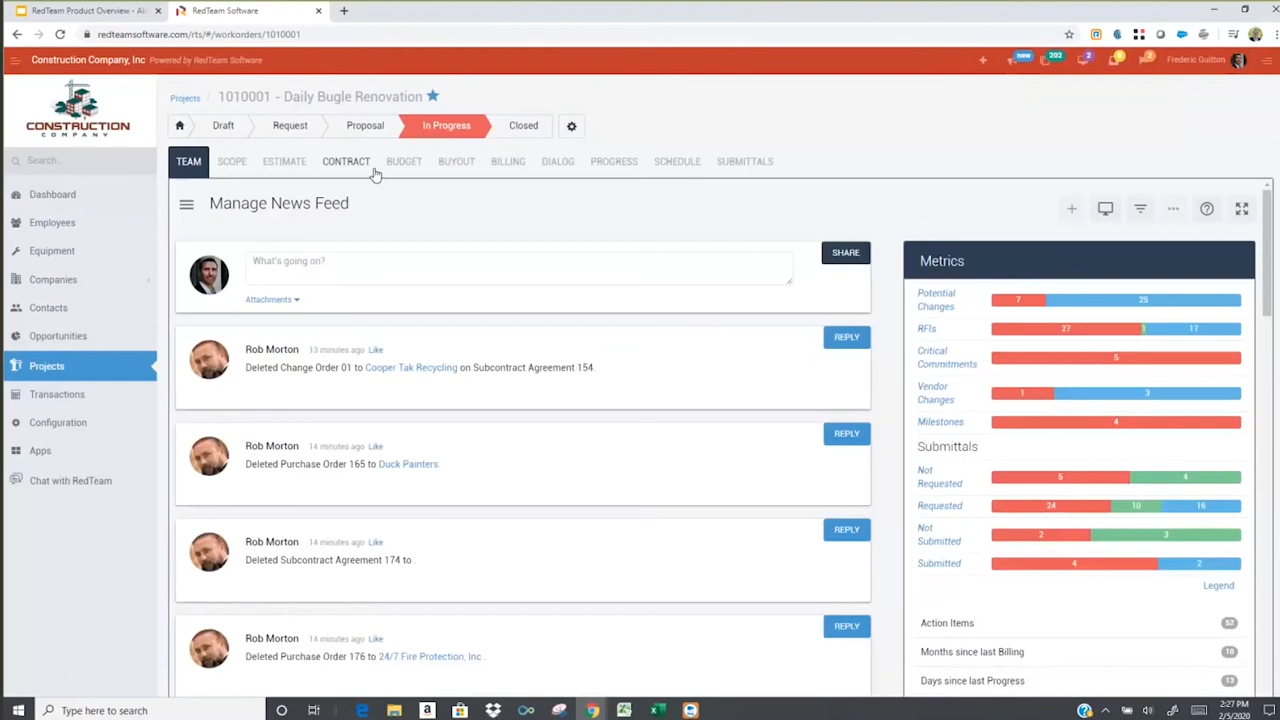 RedTeam Product Overview - Ak
RedTeam Software
redteamsoftware.com/rts/#/workorders/1010001
Construction Company, Inc Powered by RedTeam Software
new
202
2
Frederic Guitton
CONSTRUCTION
COMPANY
Projects / 1010001 - Daily Bugle Renovation
Draft
Request
Proposal
In Progress
Closed
Search...
TEAM
SCOPE
ESTIMATE
CONTRACT
BUDGET
BUYOUT
BILLING
DIALOG
PROGRESS
SCHEDULE
SUBMITTALS
Dashboard
Employees
Equipment
Companies
Contacts
Opportunities
Projects
Transactions
Configuration
Apps
Chat with RedTeam
Manage News Feed
What's going on?
SHARE
Attachments
Rob Morton 13 minutes ago Like
REPLY
Deleted Change Order 01 to Cooper Tak Recycling on Subcontract Agreement 154.
Rob Morton 14 minutes ago Like
REPLY
Deleted Purchase Order 165 to Duck Painters.
Rob Morton 14 minutes ago Like
REPLY
Deleted Subcontract Agreement 174 to .
Rob Morton 14 minutes ago Like
REPLY
Deleted Purchase Order 176 to 24/7 Fire Protection, Inc .
Metrics
Potential
Changes
7 25
RFIs
27 17
Critical
Commitments
5
Vendor
Changes
1 3
Milestones
4
Submittals
Not
Requested
5 4
Requested
24 10 16
Not
Submitted
2 3
Submitted
4 2
Legend
Action Items 57
Months since last Billing 10
Days since last Progress 13
Type here to search
2:27 PM
2/5/2020